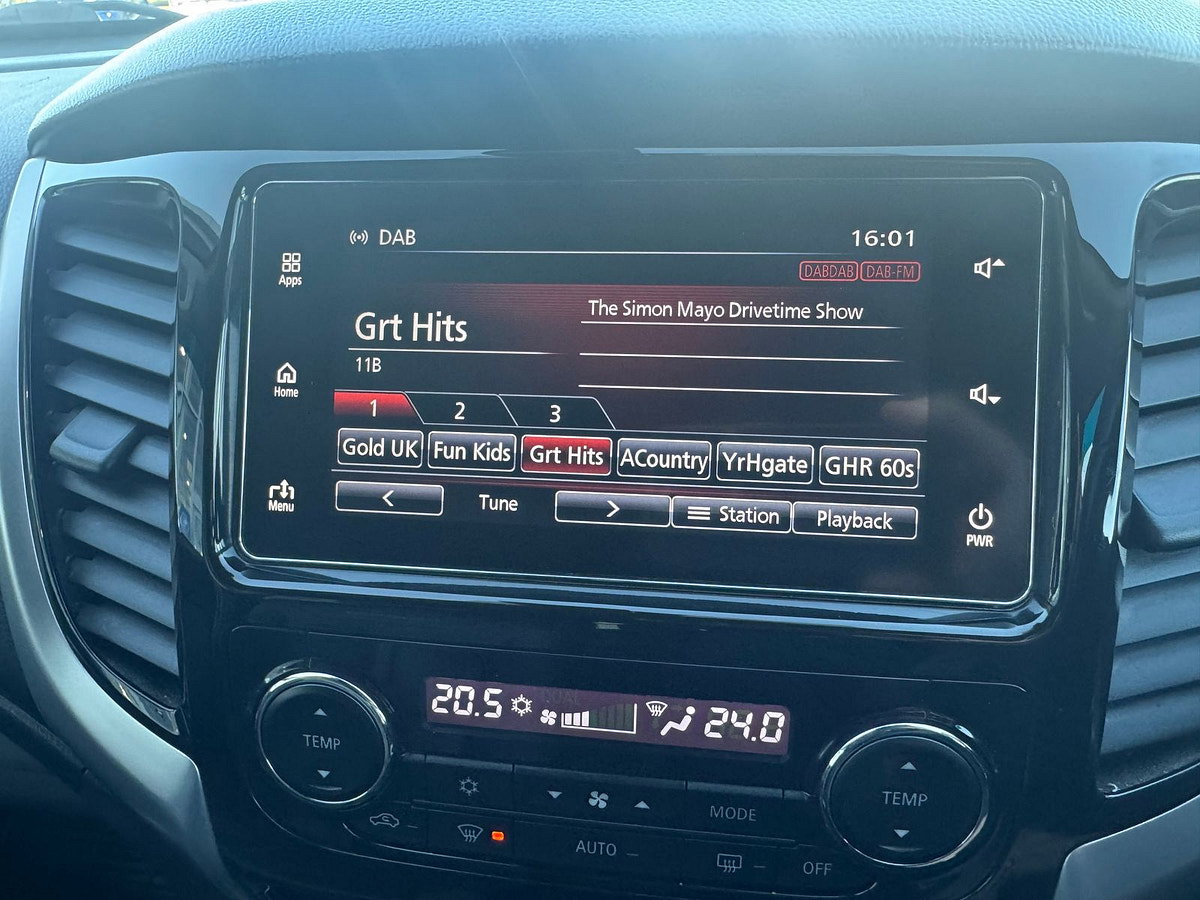 DAB 16:01
Apps
DABDAB DAB-FM
The Simon Mayo Drivetime Show
Grt Hits
11B
Home
1 2 3
Gold UK Fun Kids Grt Hits ACountry YrHgate GHR 60s
Menu
< Tune > Station Playback
PWR
20.5 24.0
TEMP
TEMP
MODE
AUTO
OFF